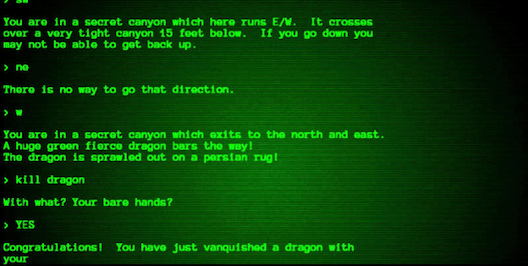 > sw
You are in a secret canyon which here runs E/W.  It crosses
over a very tight canyon 15 feet below.  If you go down you
may not be able to get back up.
> ne
There is no way to go that direction.
> w
You are in a secret canyon which exits to the north and east.
A huge green fierce dragon bars the way!
The dragon is sprawled out on a persian rug!
> kill dragon
With what? Your bare hands?
> YES
Congratulations!  You have just vanquished a dragon with
your